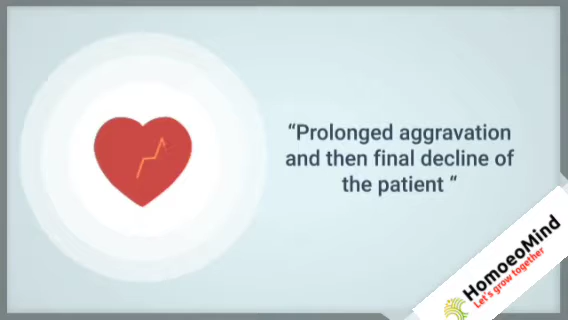 “Prolonged aggravation
and then final decline of
the patient “
HomoeoMind
Let's grow together